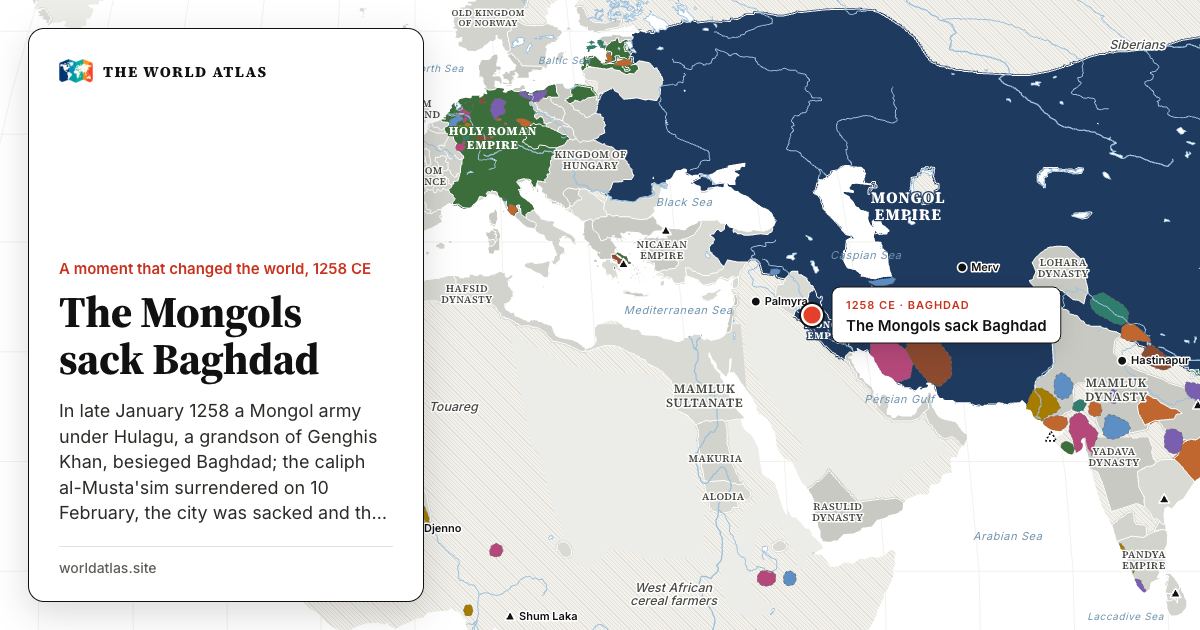 THE WORLD ATLAS
A moment that changed the world, 1258 CE
The Mongols
sack Baghdad
In late January 1258 a Mongol army
under Hulagu, a grandson of Genghis
Khan, besieged Baghdad; the caliph
al-Musta'sim surrendered on 10
February, the city was sacked and th...
worldatlas.site
OLD KINGDOM
OF NORWAY
Siberians
orth Sea
Baltic Se
HOLY ROMAN
EMPIRE
KINGDOM OF
HUNGARY
Black Sea
MONGOL
EMPIRE
NICAEAN
EMPIRE
Caspian Sea
Merv
LOHARA
DYNASTY
HAFSID
DYNASTY
Mediterranean Sea
Palmyra
1258 CE · BAGHDAD
The Mongols sack Baghdad
EMP
Hastinapur
Persian Gulf
MAMLUK
SULTANATE
MAMLUK
DYNASTY
Touareg
YADAVA
DYNASTY
MAKURIA
ALODIA
RASULID
DYNASTY
Djenno
Arabian Sea
PANDYA
EMPIRE
West African
cereal farmers
Shum Laka
Laccadive Sea